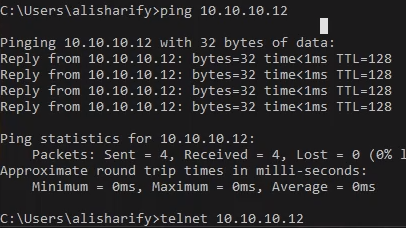 C:\Users\alisharify>ping 10.10.10.12
Pinging 10.10.10.12 with 32 bytes of data:
Reply from 10.10.10.12: bytes=32 time<1ms TTL=128
Reply from 10.10.10.12: bytes=32 time<1ms TTL=128
Reply from 10.10.10.12: bytes=32 time<1ms TTL=128
Reply from 10.10.10.12: bytes=32 time<1ms TTL=128
Ping statistics for 10.10.10.12:
Packets: Sent = 4, Received = 4, Lost = 0 (0% l
Approximate round trip times in milli-seconds:
Minimum = 0ms, Maximum = 0ms, Average = 0ms
C:\Users\alisharify>telnet 10.10.10.12